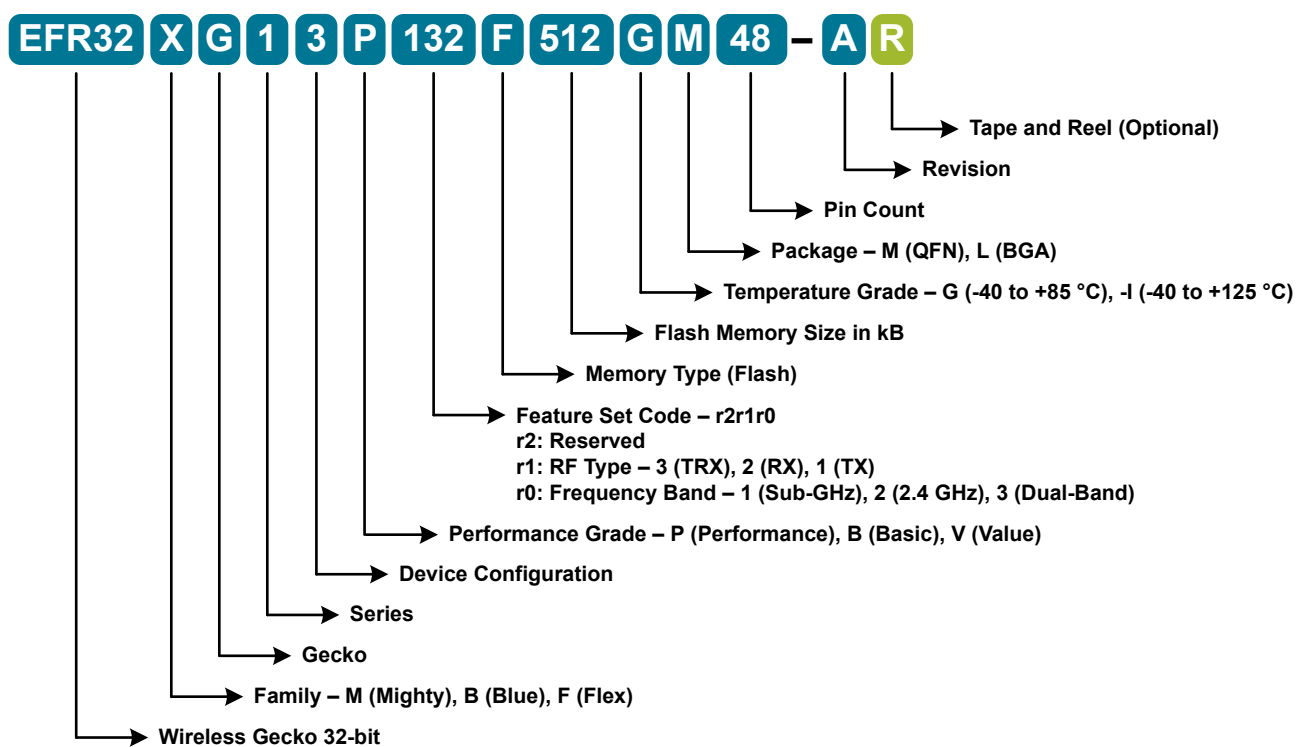 EFR32 X G 1 3 P 132 F 512 G M 48 – A R
Tape and Reel (Optional)
Revision
Pin Count
Package – M (QFN), L (BGA)
Temperature Grade – G (-40 to +85 °C), -I (-40 to +125 °C)
Flash Memory Size in kB
Memory Type (Flash)
Feature Set Code – r2r1r0
r2: Reserved
r1: RF Type – 3 (TRX), 2 (RX), 1 (TX)
r0: Frequency Band – 1 (Sub-GHz), 2 (2.4 GHz), 3 (Dual-Band)
Performance Grade – P (Performance), B (Basic), V (Value)
Device Configuration
Series
Gecko
Family – M (Mighty), B (Blue), F (Flex)
Wireless Gecko 32-bit